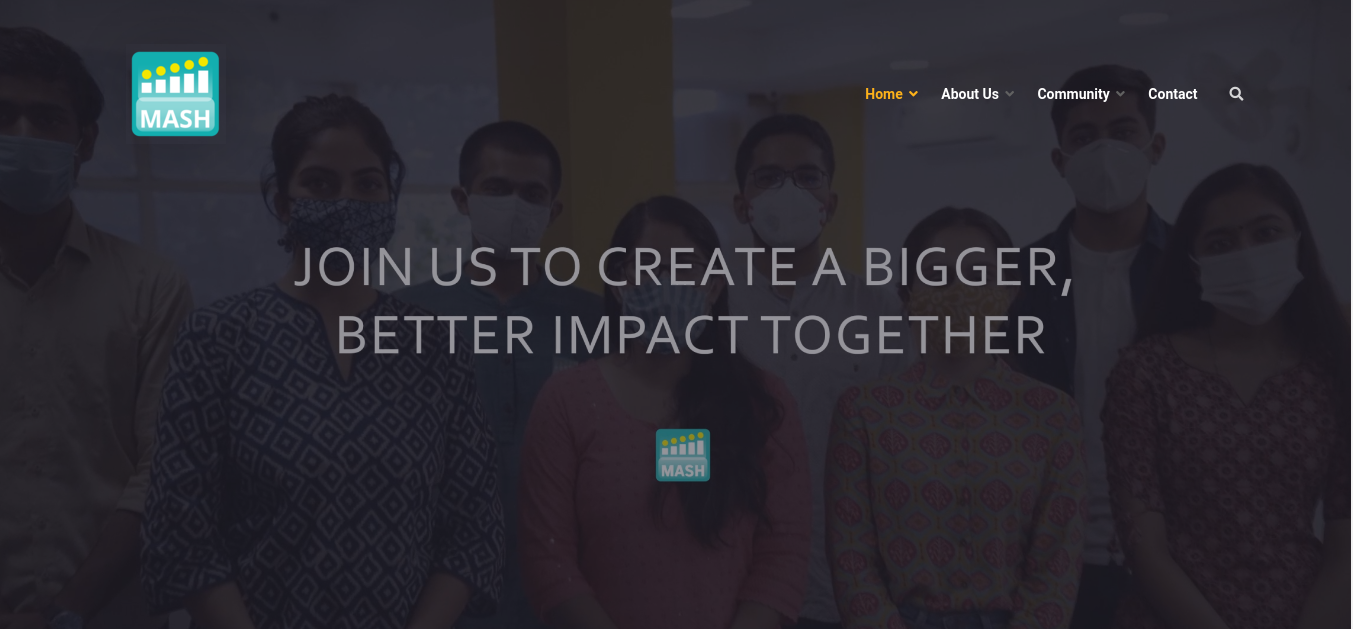 MASH
Home
About Us
Community
Contact
JOIN US TO CREATE A BIGGER,
BETTER IMPACT TOGETHER
MASH